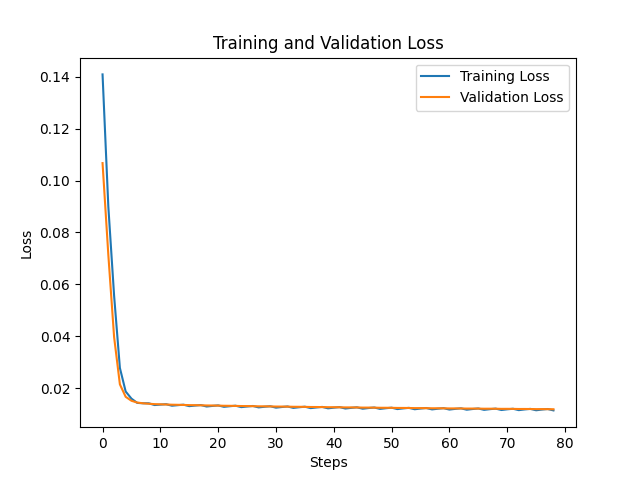 Training and Validation Loss
Training Loss
Validation Loss
Loss
0.14
0.12
0.10
0.08
0.06
0.04
0.02
0 10 20 30 40 50 60 70 80
Steps